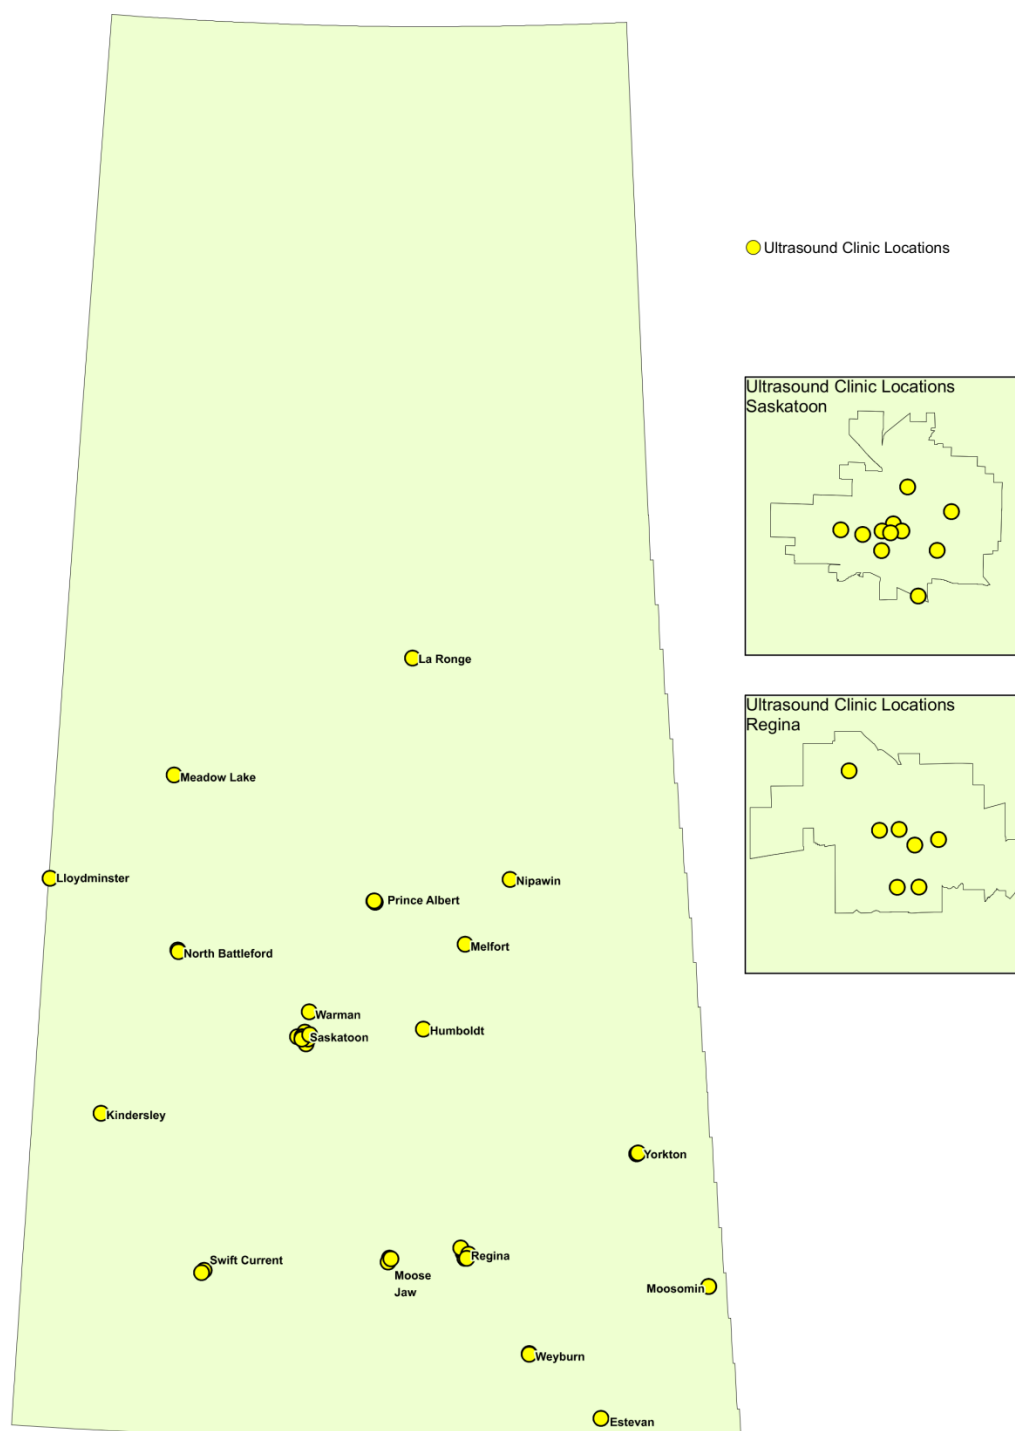 Ultrasound Clinic Locations
Ultrasound Clinic Locations
Saskatoon
La Ronge
Ultrasound Clinic Locations
Regina
Meadow Lake
Lloydminster
Nipawin
Prince Albert
Melfort
North Battleford
Warman
Humboldt
Saskatoon
Kindersley
Yorkton
Regina
Swift Current
Moose
Jaw
Moosomin
Weyburn
Estevan